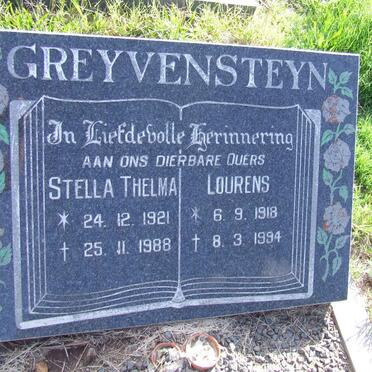 GREYVENSTEYN
In Liefdevolle Herinnering
AAN ONS DIERBARE OUERS
STELLA THELMA LOURENS
* 24. 12. 1921 * 6. 9. 1918
† 25. 11. 1988 † 8. 3. 1994